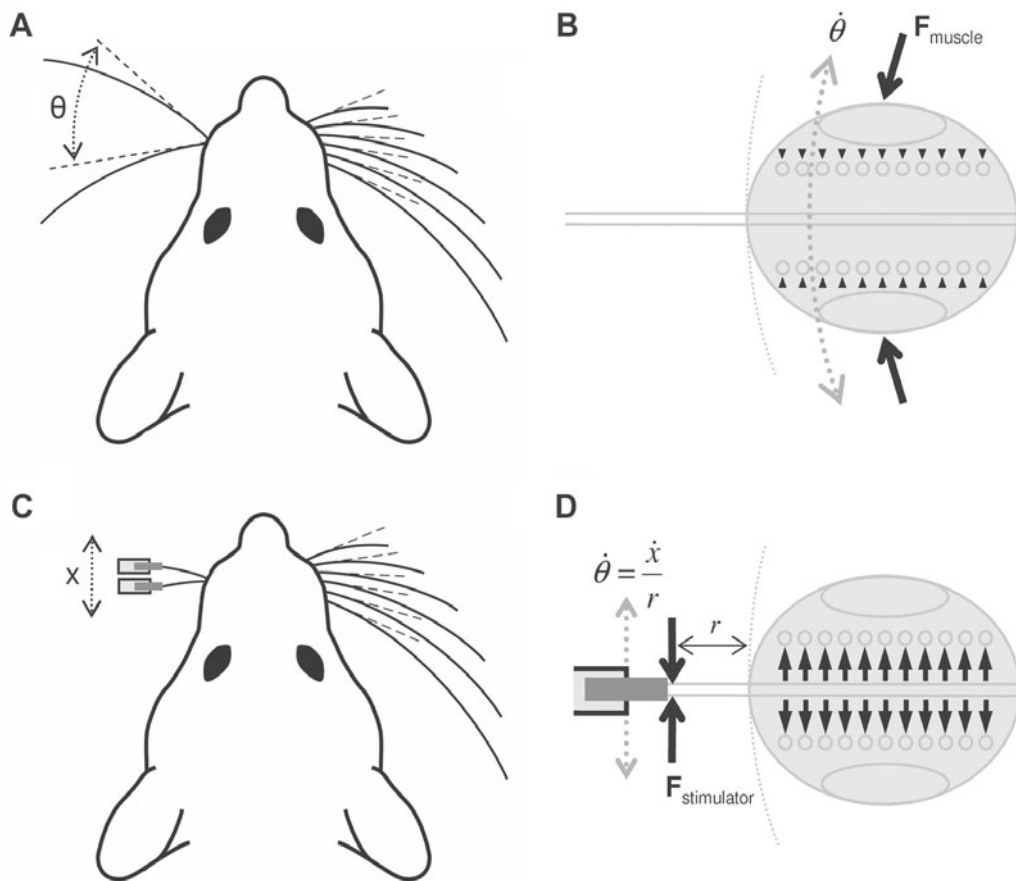 A
θ
B
θ̇
F muscle
C
x
D
θ̇ = ẋ / r
r
F stimulator